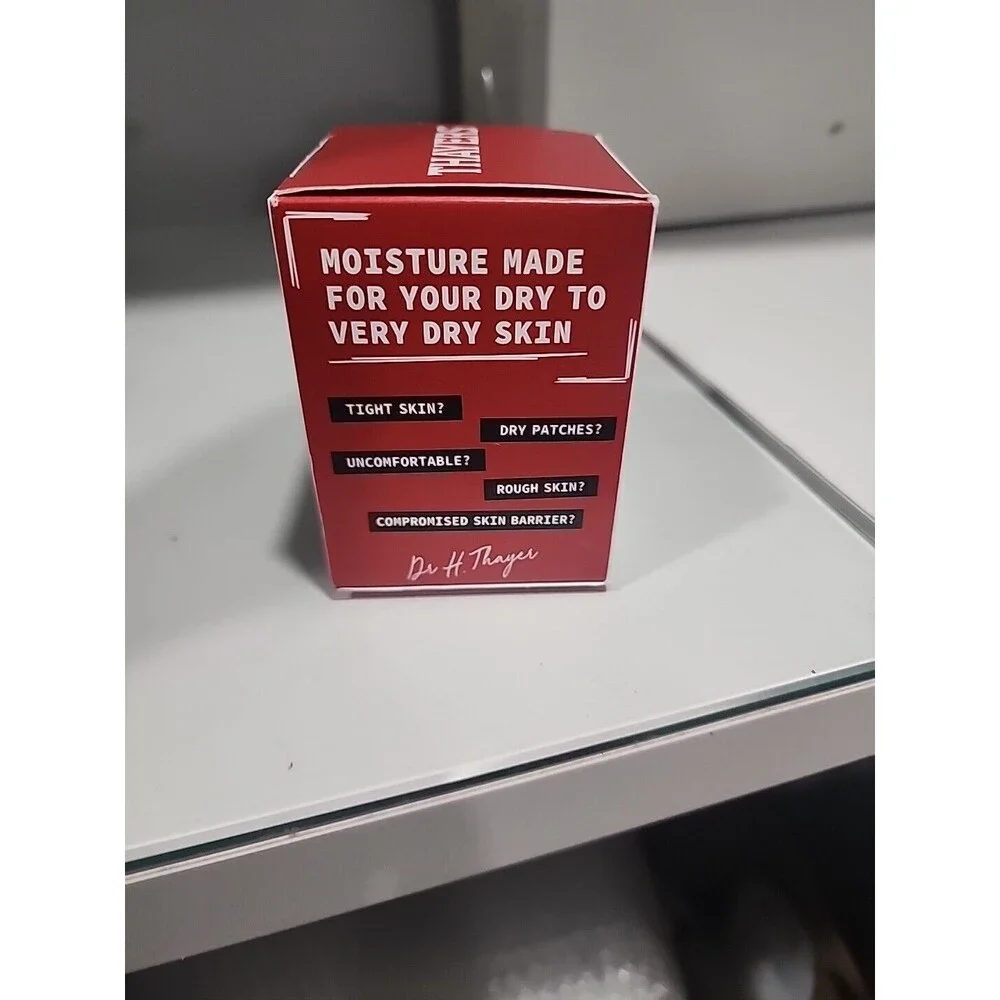 THAYERS
MOISTURE MADE
FOR YOUR DRY TO
VERY DRY SKIN
TIGHT SKIN?
DRY PATCHES?
UNCOMFORTABLE?
ROUGH SKIN?
COMPROMISED SKIN BARRIER?
Dr H. Thayer